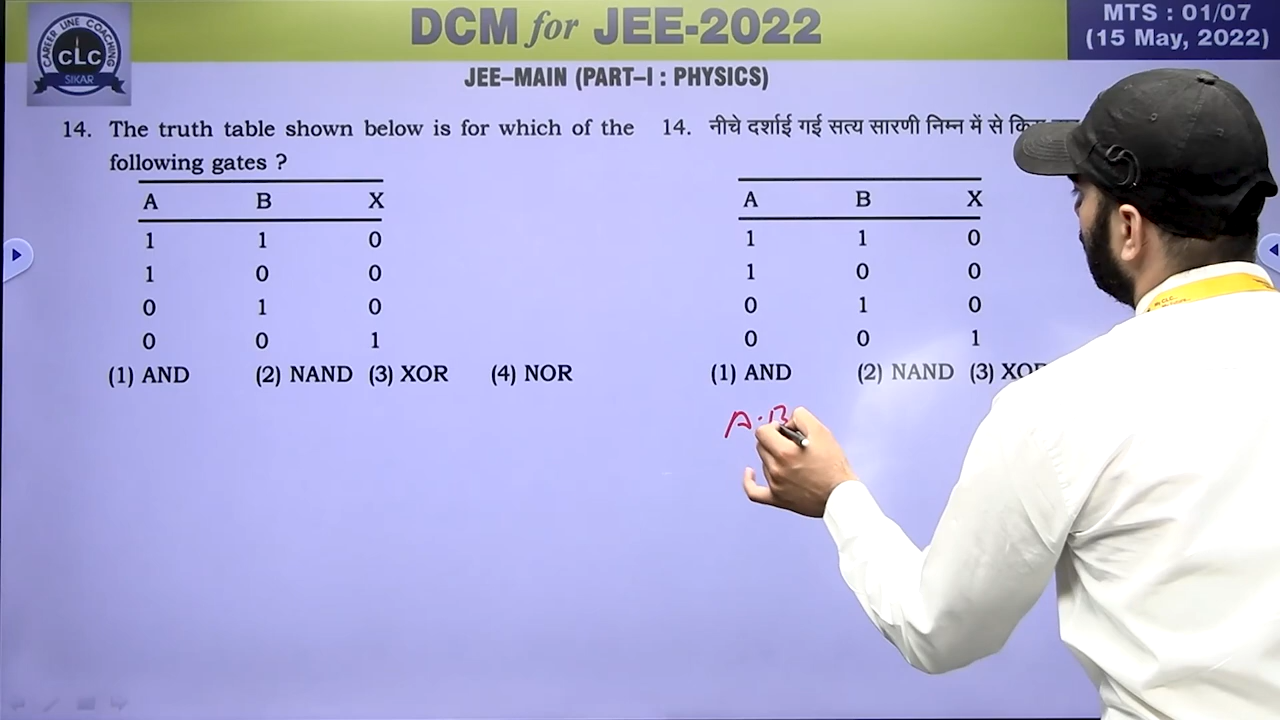 DCM for JEE-2022
MTS : 01/07
(15 May, 2022)
CAREER LINE COACHING
CLC
SIKAR
JEE–MAIN (PART–I : PHYSICS)
14. The truth table shown below is for which of the
following gates ?
A B X
1 1 0
1 0 0
0 1 0
0 0 1
(1) AND (2) NAND (3) XOR (4) NOR
14. नीचे दर्शाई गई सत्य सारणी निम्न में से
A B X
1 1 0
1 0 0
0 1 0
0 0 1
(1) AND (2) NAND (3) XOR
A·B